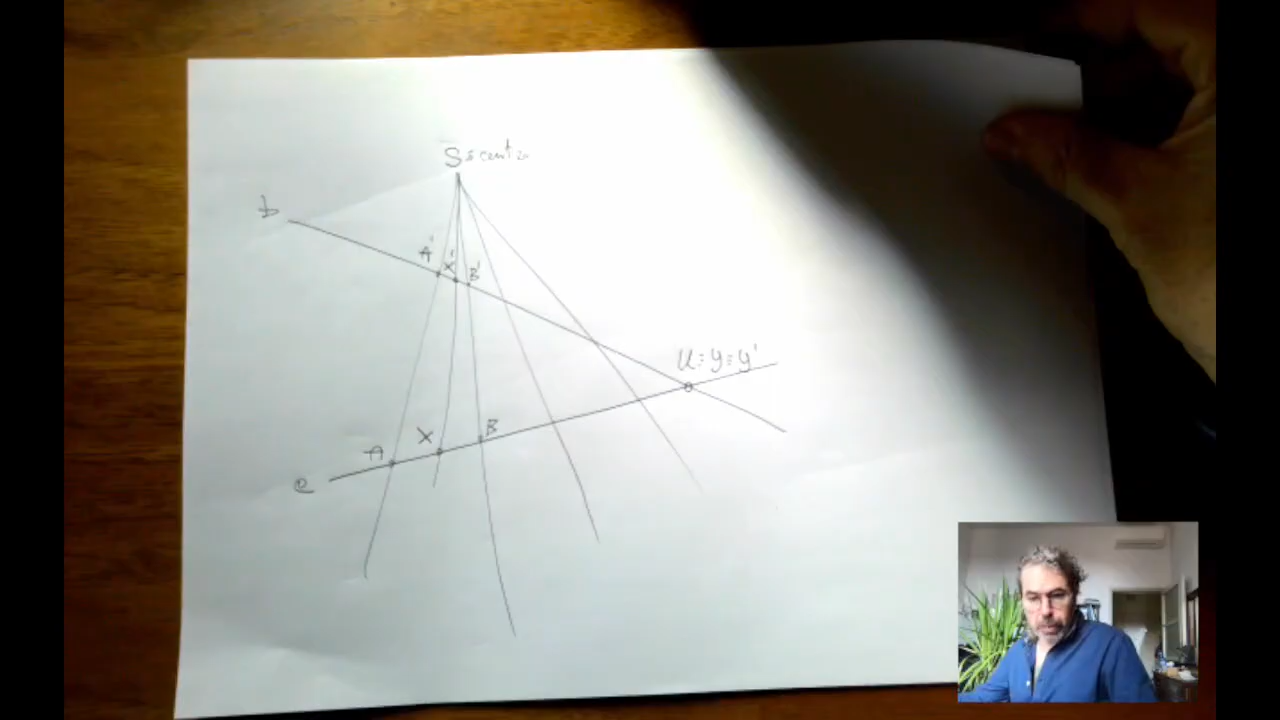 S ≡ centro
b
A' X' B'
U ≡ Y ≡ Y'
A X B
a